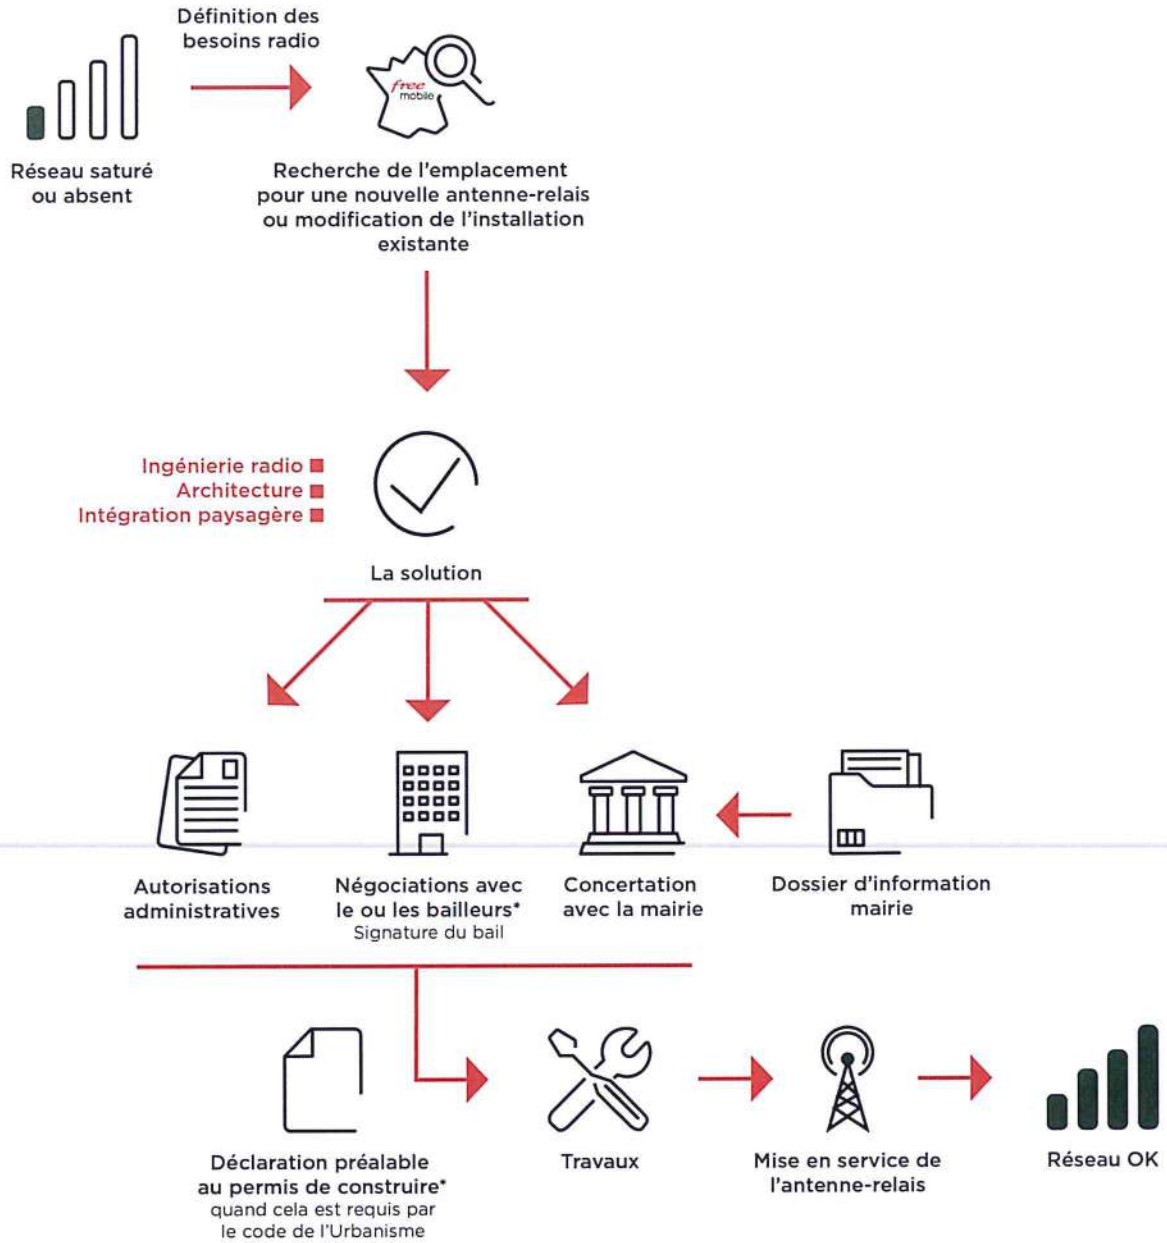 Définition des
besoins radio
free
mobile
Réseau saturé
ou absent
Recherche de l'emplacement
pour une nouvelle antenne-relais
ou modification de l'installation
existante
Ingénierie radio
Architecture
Intégration paysagère
La solution
Autorisations
administratives
Négociations avec
le ou les bailleurs*
Signature du bail
Concertation
avec la mairie
Dossier d'information
mairie
Déclaration préalable
au permis de construire*
quand cela est requis par
le code de l'Urbanisme
Travaux
Mise en service de
l'antenne-relais
Réseau OK